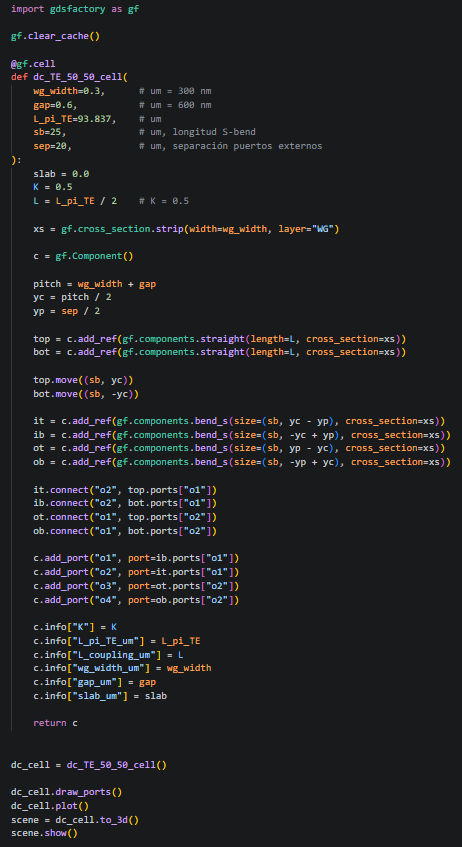 import gdsfactory as gf
gf.clear_cache()
@gf.cell
def dc_TE_50_50_cell(
    wg_width=0.3,      # um = 300 nm
    gap=0.6,           # um = 600 nm
    L_pi_TE=93.837,    # um
    sb=25,             # um, longitud S-bend
    sep=20,            # um, separación puertos externos
):
    slab = 0.0
    K = 0.5
    L = L_pi_TE / 2    # K = 0.5
    xs = gf.cross_section.strip(width=wg_width, layer="WG")
    c = gf.Component()
    pitch = wg_width + gap
    yc = pitch / 2
    yp = sep / 2
    top = c.add_ref(gf.components.straight(length=L, cross_section=xs))
    bot = c.add_ref(gf.components.straight(length=L, cross_section=xs))
    top.move((sb, yc))
    bot.move((sb, -yc))
    it = c.add_ref(gf.components.bend_s(size=(sb, yc - yp), cross_section=xs))
    ib = c.add_ref(gf.components.bend_s(size=(sb, -yc + yp), cross_section=xs))
    ot = c.add_ref(gf.components.bend_s(size=(sb, yp - yc), cross_section=xs))
    ob = c.add_ref(gf.components.bend_s(size=(sb, -yp + yc), cross_section=xs))
    it.connect("o2", top.ports["o1"])
    ib.connect("o2", bot.ports["o1"])
    ot.connect("o1", top.ports["o2"])
    ob.connect("o1", bot.ports["o2"])
    c.add_port("o1", port=ib.ports["o1"])
    c.add_port("o2", port=it.ports["o1"])
    c.add_port("o3", port=ot.ports["o2"])
    c.add_port("o4", port=ob.ports["o2"])
    c.info["K"] = K
    c.info["L_pi_TE_um"] = L_pi_TE
    c.info["L_coupling_um"] = L
    c.info["wg_width_um"] = wg_width
    c.info["gap_um"] = gap
    c.info["slab_um"] = slab
    return c
dc_cell = dc_TE_50_50_cell()
dc_cell.draw_ports()
dc_cell.plot()
scene = dc_cell.to_3d()
scene.show()